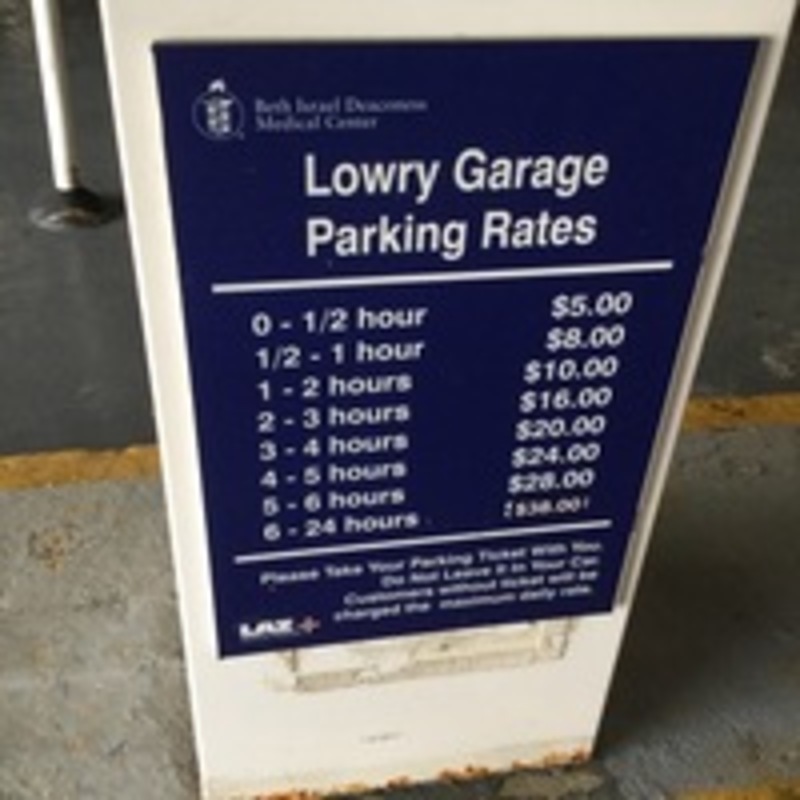 Beth Israel Deaconess
Medical Center
Lowry Garage
Parking Rates
0 - 1/2 hour $5.00
1/2 - 1 hour $8.00
1 - 2 hours $10.00
2 - 3 hours $16.00
3 - 4 hours $20.00
4 - 5 hours $24.00
5 - 6 hours $28.00
6 - 24 hours $38.00
Please Take Your Parking Ticket With You.
Do Not Leave It In Your Car.
Customers without ticket will be
charged the maximum daily rate.
LAZ